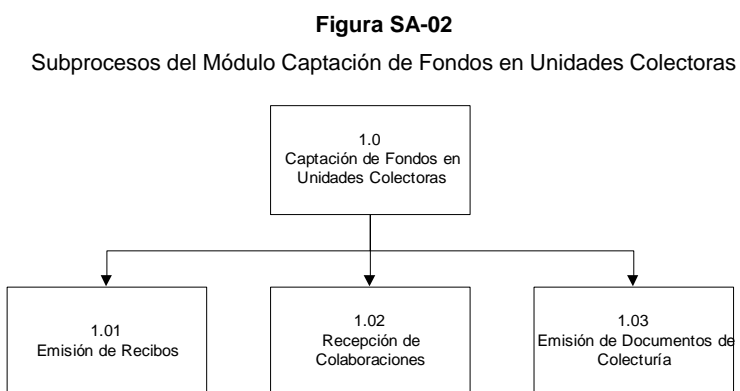 Figura SA-02
Subprocesos del Módulo Captación de Fondos en Unidades Colectoras
1.0
Captación de Fondos en
Unidades Colectoras
1.01
Emisión de Recibos
1.02
Recepción de
Colaboraciones
1.03
Emisión de Documentos de
Colecturía